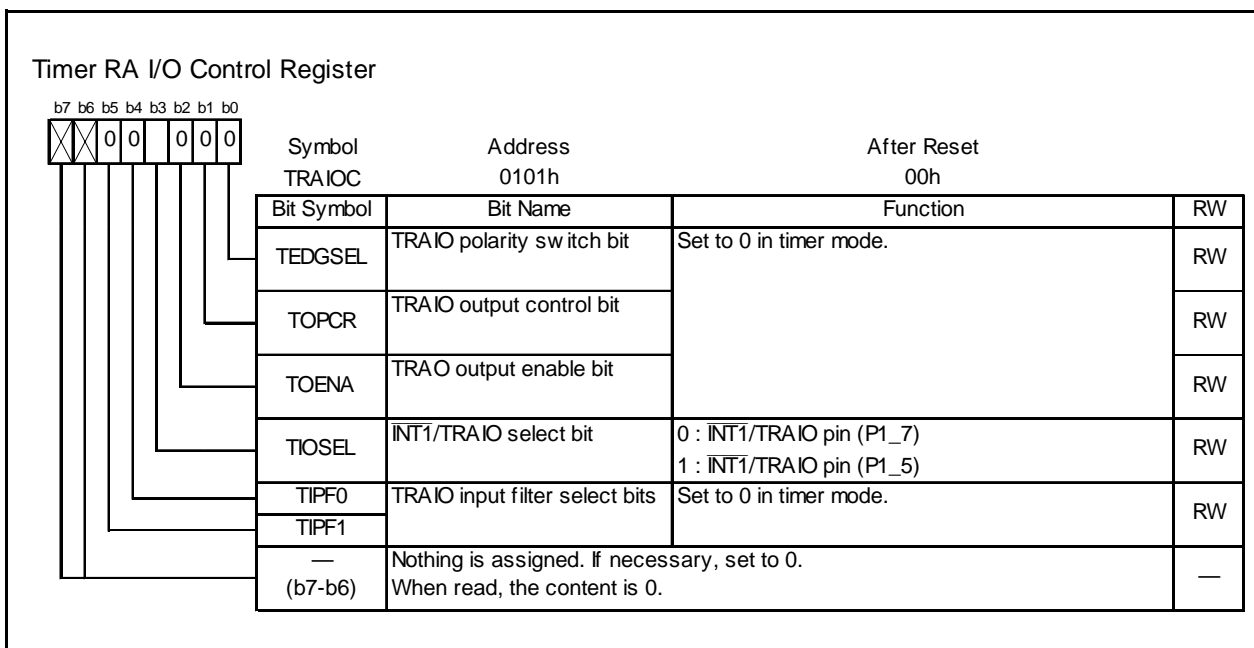 Timer RA I/O Control Register
b7 b6 b5 b4 b3 b2 b1 b0
0 0 0 0 0
Symbol Address After Reset
TRAIOC 0101h 00h
Bit Symbol Bit Name Function RW
TEDGSEL TRAIO polarity switch bit Set to 0 in timer mode. RW
TOPCR TRAIO output control bit RW
TOENA TRAO output enable bit RW
TIOSEL INT1/TRAIO select bit 0 : INT1/TRAIO pin (P1_7) RW
1 : INT1/TRAIO pin (P1_5)
TIPF0 TRAIO input filter select bits Set to 0 in timer mode. RW
TIPF1
— Nothing is assigned. If necessary, set to 0. —
(b7-b6) When read, the content is 0.